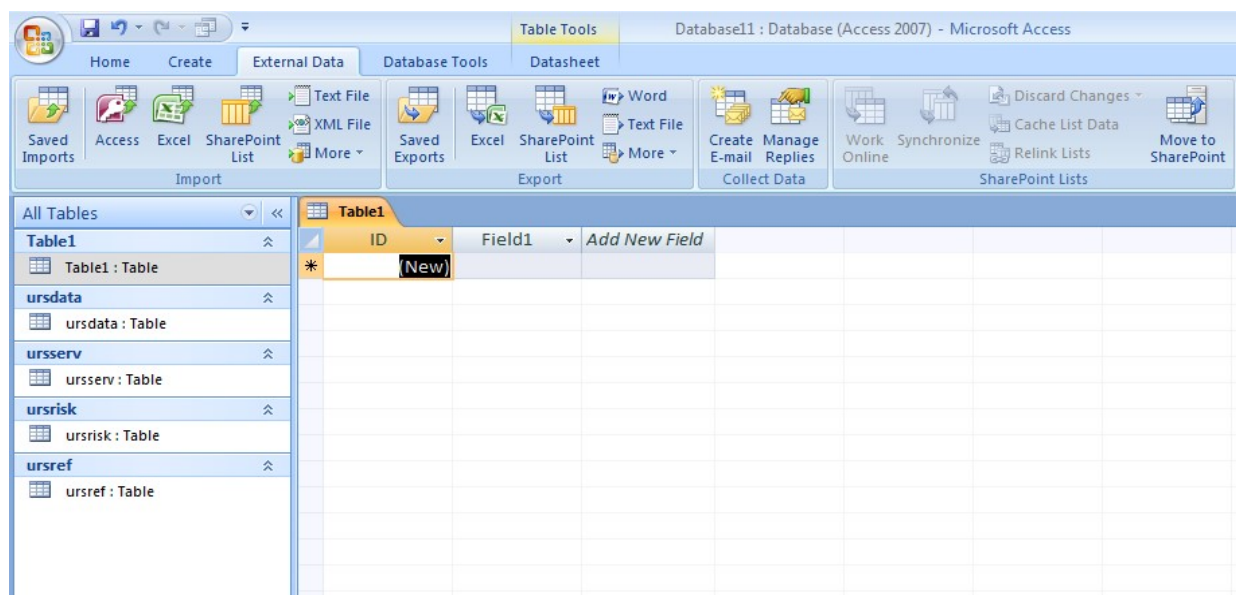 Table Tools
Database11 : Database (Access 2007) - Microsoft Access
Home Create External Data Database Tools Datasheet
Saved Imports
Access
Excel
SharePoint List
Text File
XML File
More
Import
Saved Exports
Excel
SharePoint List
Word
Text File
More
Export
Create E-mail
Manage Replies
Collect Data
Work Online
Synchronize
Discard Changes
Cache List Data
Relink Lists
Move to SharePoint
SharePoint Lists
All Tables
Table1
Table1 : Table
ursdata
ursdata : Table
ursserv
ursserv : Table
ursrisk
ursrisk : Table
ursref
ursref : Table
Table1
ID Field1 Add New Field
(New)